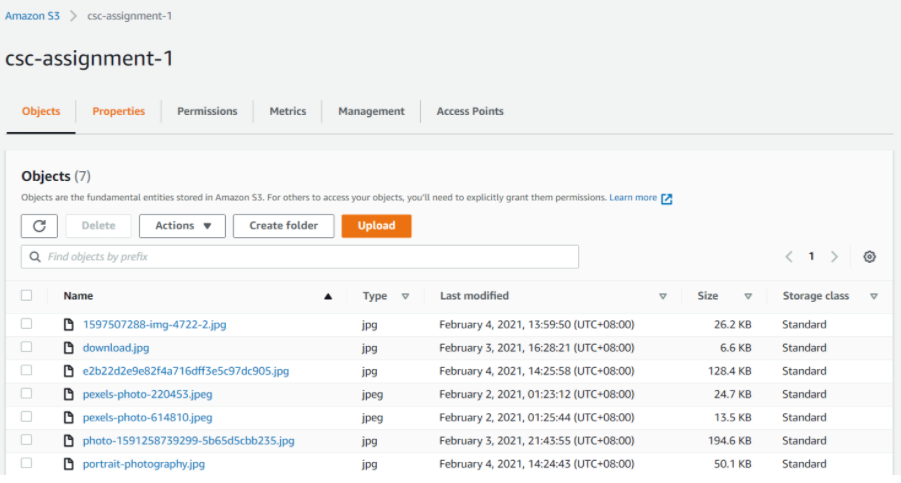 Amazon S3 > csc-assignment-1
csc-assignment-1
Objects Properties Permissions Metrics Management Access Points
Objects (7)
Objects are the fundamental entities stored in Amazon S3. For others to access your objects, you'll need to explicitly grant them permissions. Learn more
Delete Actions Create folder Upload
Find objects by prefix
< 1 >
Name Type Last modified Size Storage class
1597507288-img-4722-2.jpg jpg February 4, 2021, 13:59:50 (UTC+08:00) 26.2 KB Standard
download.jpg jpg February 3, 2021, 16:28:21 (UTC+08:00) 6.6 KB Standard
e2b22d2e9e82f4a716dff3e5c97dc905.jpg jpg February 4, 2021, 14:25:58 (UTC+08:00) 128.4 KB Standard
pexels-photo-220453.jpeg jpeg February 2, 2021, 01:23:12 (UTC+08:00) 24.7 KB Standard
pexels-photo-614810.jpeg jpeg February 2, 2021, 01:25:44 (UTC+08:00) 13.5 KB Standard
photo-1591258739299-5b65d5cbb235.jpg jpg February 3, 2021, 21:43:55 (UTC+08:00) 194.6 KB Standard
portrait-photography.jpg jpg February 4, 2021, 14:24:43 (UTC+08:00) 50.1 KB Standard